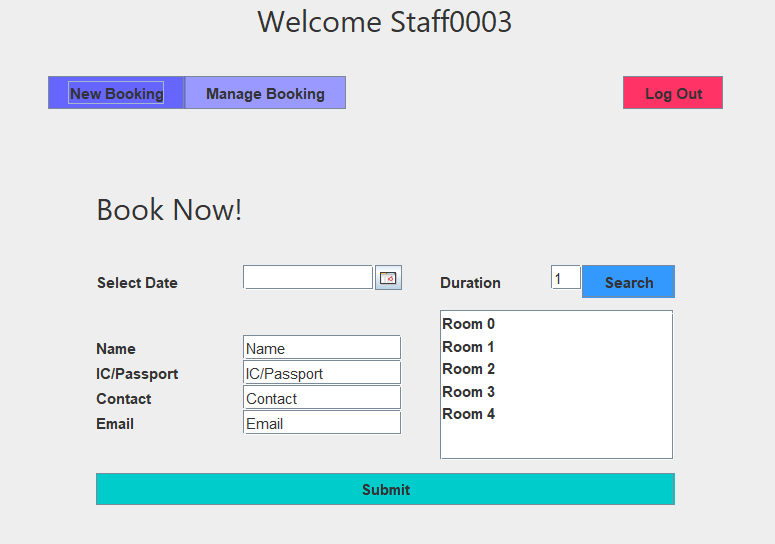 Welcome Staff0003
New Booking Manage Booking Log Out
Book Now!
Select Date Duration 1 Search
Room 0
Room 1
Room 2
Room 3
Room 4
Name Name
IC/Passport IC/Passport
Contact Contact
Email Email
Submit